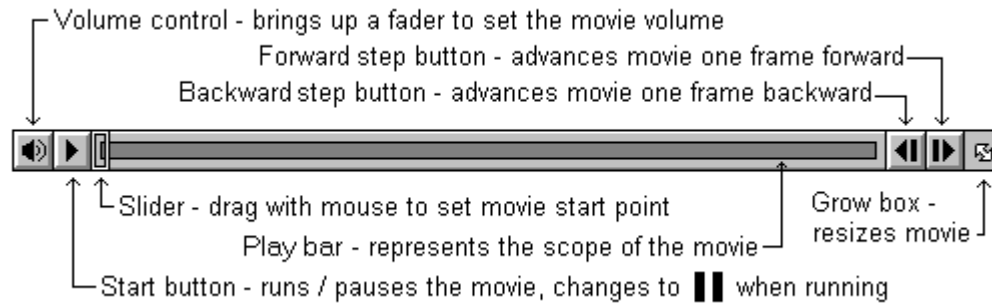 Volume control - brings up a fader to set the movie volume
Forward step button - advances movie one frame forward
Backward step button - advances movie one frame backward
Slider - drag with mouse to set movie start point
Grow box -
resizes movie
Play bar - represents the scope of the movie
Start button - runs / pauses the movie, changes to ▮▮ when running